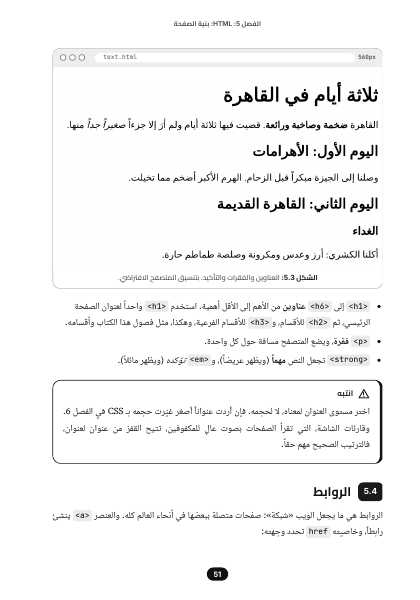 الفصل 5: HTML: بنية الصفحة
text.html
560px
ثلاثة أيام في القاهرة
القاهرة ضخمة وصاخبة ورائعة. قضيت فيها ثلاثة أيام ولم أرَ إلا جزءاً صغيراً جداً منها.
اليوم الأول: الأهرامات
وصلنا إلى الجيزة مبكراً قبل الزحام. الهرم الأكبر أضخم مما تخيلت.
اليوم الثاني: القاهرة القديمة
الغداء
أكلنا الكشري: أرز وعدس ومكرونة وصلصة طماطم حارة.
الشكل 5.3: العناوين والفقرات والتأكيد، بتنسيق المتصفح الافتراضي.
• <h1> إلى <h6> عناوين من الأهم إلى الأقل أهمية. استخدم <h1> واحداً لعنوان الصفحة
الرئيسي، ثم <h2> للأقسام، و<h3> للأقسام الفرعية، وهكذا، مثل فصول هذا الكتاب وأقسامه.
• <p> فقرة، ويضع المتصفح مسافة حول كل واحدة.
• <strong> تجعل النص مهماً (ويظهر عريضاً)، و<em> تؤكده (ويظهر مائلاً).
انتبه
اختر مستوى العنوان لمعناه، لا لحجمه. فإن أردت عنواناً أصغر غيّرت حجمه بـ CSS في الفصل 6.
وقارئات الشاشة، التي تقرأ الصفحات بصوت عالٍ للمكفوفين، تتيح القفز من عنوان لعنوان،
فالترتيب الصحيح مهم حقاً.
5.4 الروابط
الروابط هي ما يجعل الويب «شبكة»: صفحات متصلة ببعضها في أنحاء العالم كله. والعنصر <a> ينشئ
رابطاً، وخاصيته href تحدد وجهته:
51